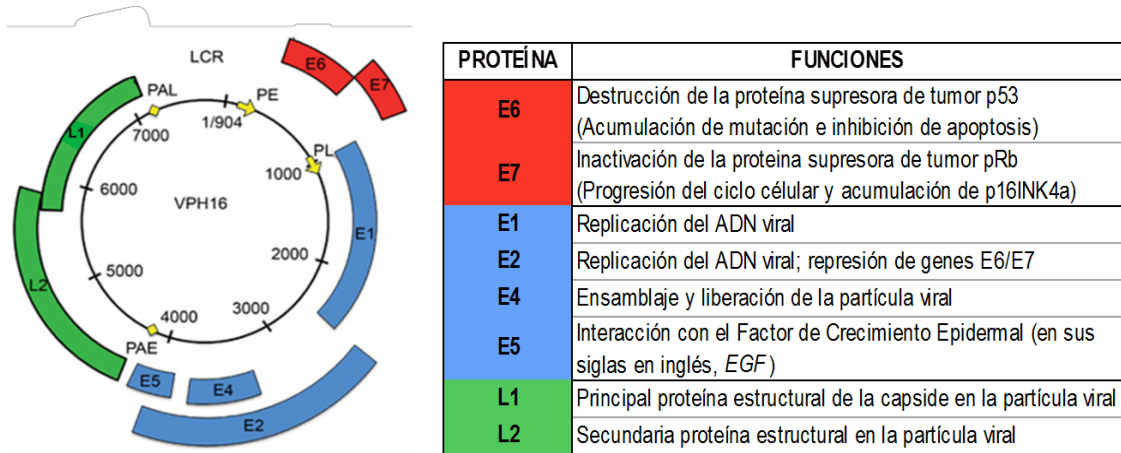 LCR
E6
E7
PAL
PE
7000
1/904
L1
PL
1000
6000
VPH16
E1
2000
5000
L2
3000
4000
PAE
E5
E4
E2
PROTEÍNA FUNCIONES
E6 Destrucción de la proteína supresora de tumor p53
(Acumulación de mutación e inhibición de apoptosis)
E7 Inactivación de la proteina supresora de tumor pRb
(Progresión del ciclo célular y acumulación de p16INK4a)
E1 Replicación del ADN viral
E2 Replicación del ADN viral; represión de genes E6/E7
E4 Ensamblaje y liberación de la partícula viral
E5 Interacción con el Factor de Crecimiento Epidermal (en sus
siglas en inglés, EGF)
L1 Principal proteína estructural de la capside en la partícula viral
L2 Secundaria proteína estructural en la partícula viral